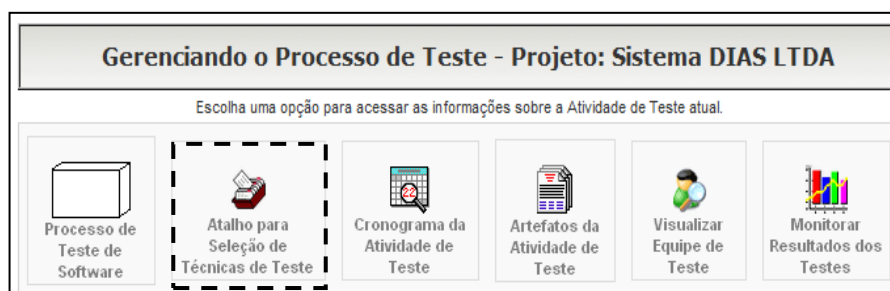 Gerenciando o Processo de Teste - Projeto: Sistema DIAS LTDA
Escolha uma opção para acessar as informações sobre a Atividade de Teste atual.
Processo de
Teste de
Software
Atalho para
Seleção de
Técnicas de Teste
22
Cronograma da
Atividade de
Teste
Artefatos da
Atividade de
Teste
Visualizar
Equipe de
Teste
Monitorar
Resultados dos
Testes